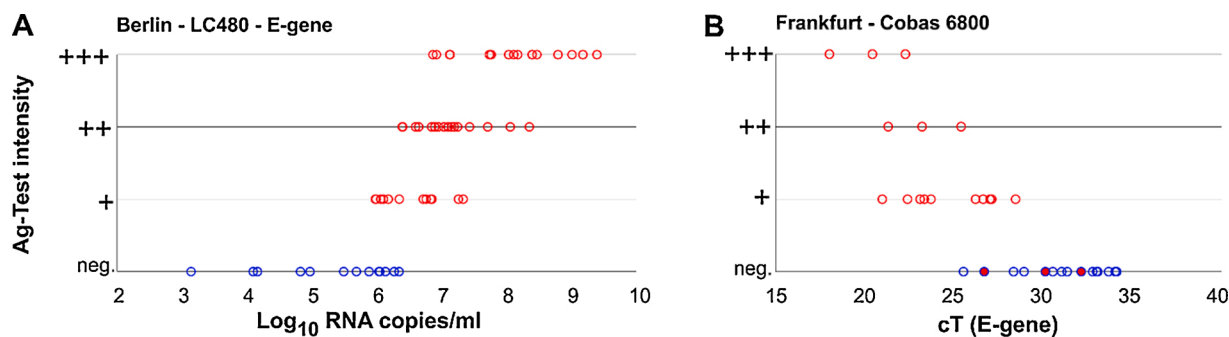 A
Berlin - LC480 - E-gene
Ag-Test intensity
+++
++
+
neg.
2 3 4 5 6 7 8 9 10
Log10 RNA copies/ml
B
Frankfurt - Cobas 6800
+++
++
+
neg.
15 20 25 30 35 40
cT (E-gene)